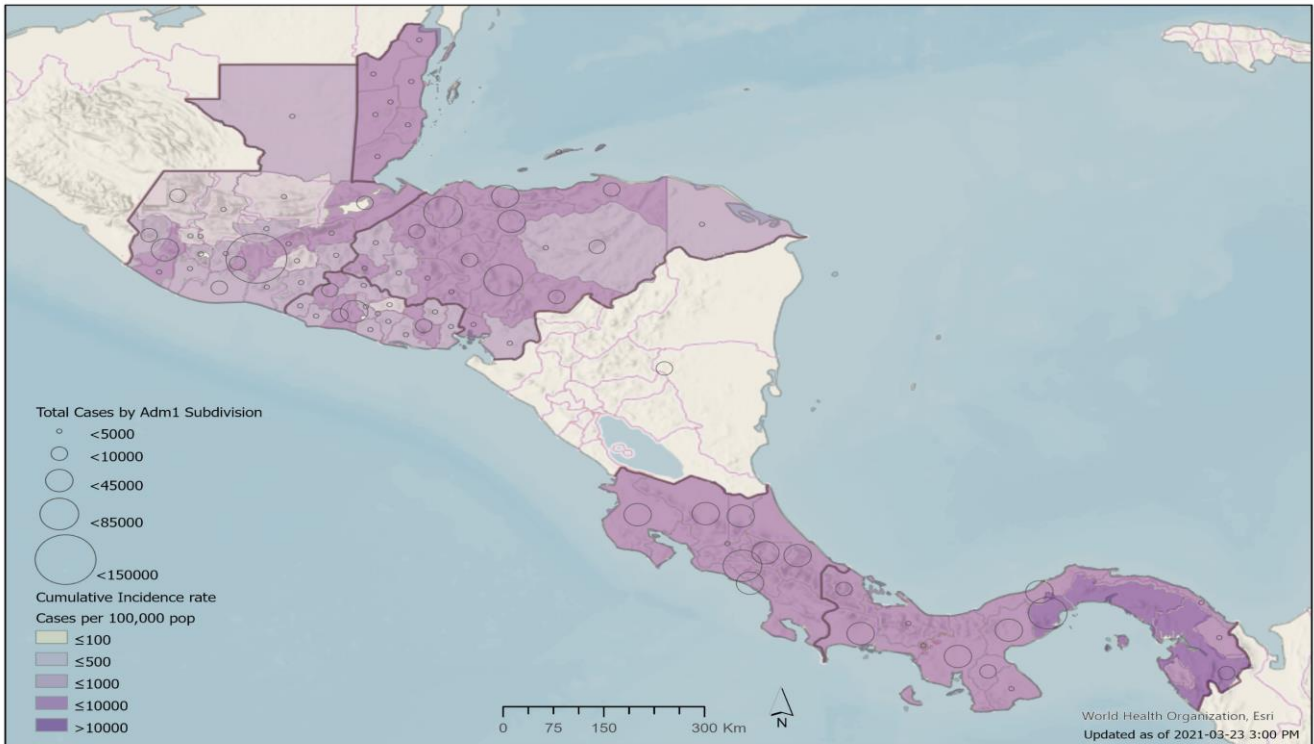 Total Cases by Adm1 Subdivision
<5000
<10000
<45000
<85000
<150000
Cumulative Incidence rate
Cases per 100,000 pop
≤100
≤500
≤1000
≤10000
>10000
0 75 150 300 Km
N
World Health Organization, Esri
Updated as of 2021-03-23 3:00 PM